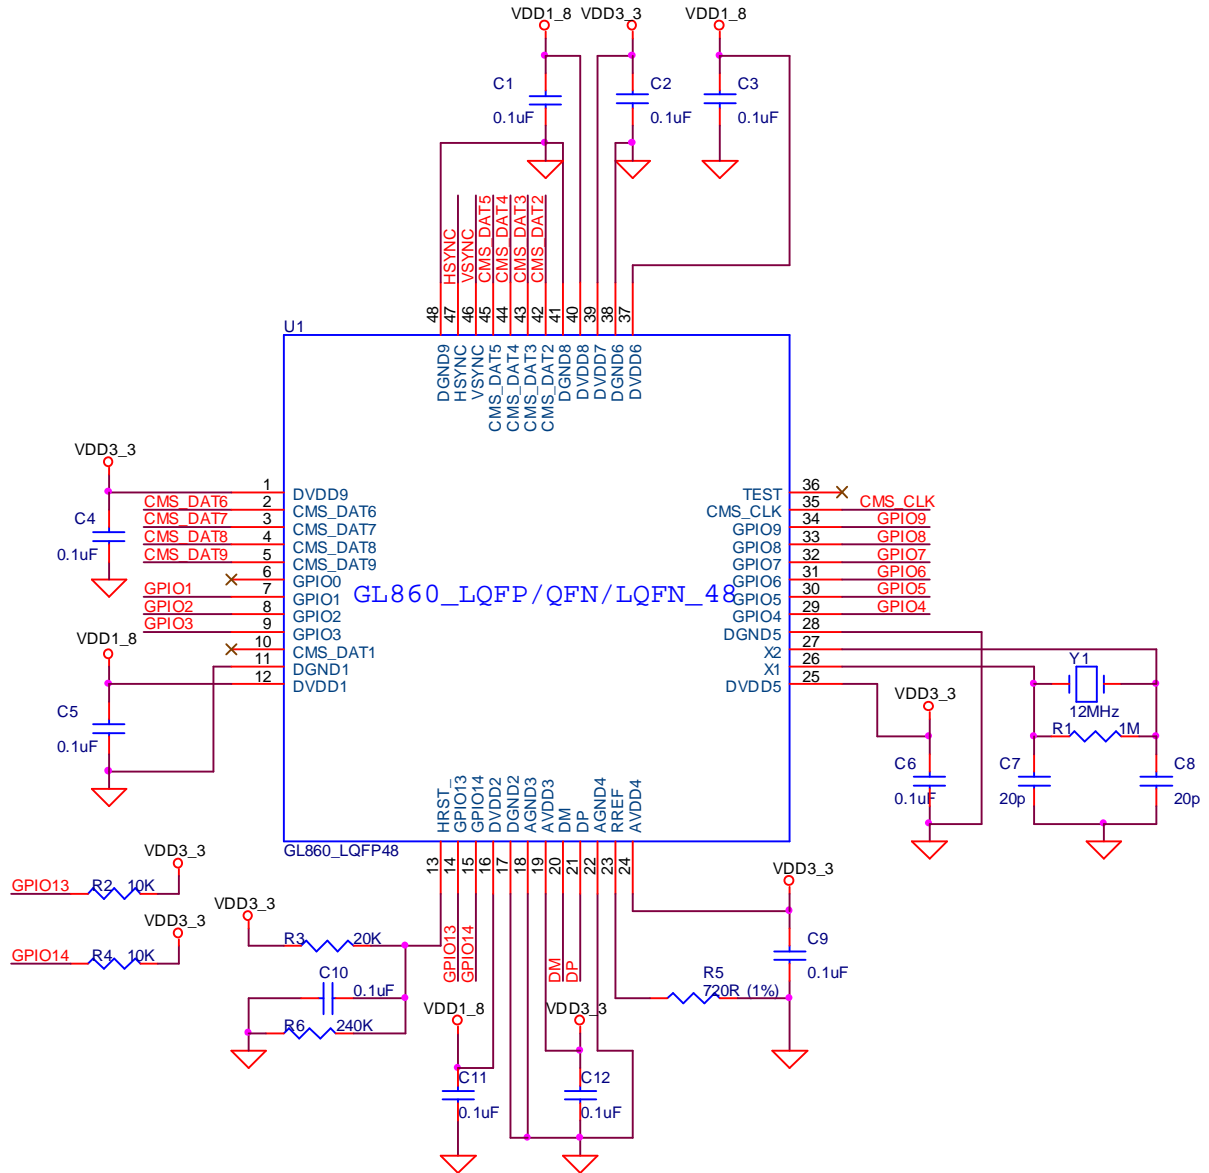 VDD1_8
VDD3_3
VDD1_8
C1
0.1uF
C2
0.1uF
C3
0.1uF
HSYNC
VSYNC
CMS_DAT5
CMS_DAT4
CMS_DAT3
CMS_DAT2
48
47
46
45
44
43
42
41
40
39
38
37
U1
DGND9
HSYNC
VSYNC
CMS_DAT5
CMS_DAT4
CMS_DAT3
CMS_DAT2
DGND8
DVDD8
DVDD7
DGND6
DVDD6
VDD3_3
C4
0.1uF
CMS_DAT6
CMS_DAT7
CMS_DAT8
CMS_DAT9
GPIO1
GPIO2
GPIO3
VDD1_8
C5
0.1uF
1 DVDD9
2 CMS_DAT6
3 CMS_DAT7
4 CMS_DAT8
5 CMS_DAT9
6 GPIO0
7 GPIO1
8 GPIO2
9 GPIO3
10 CMS_DAT1
11 DGND1
12 DVDD1
GL860_LQFP/QFN/LQFN_48
TEST 36
CMS_CLK 35 CMS_CLK
GPIO9 34 GPIO9
GPIO8 33 GPIO8
GPIO7 32 GPIO7
GPIO6 31 GPIO6
GPIO5 30 GPIO5
GPIO4 29 GPIO4
DGND5 28
X2 27
X1 26
DVDD5 25
VDD3_3
C6
0.1uF
Y1
12MHz
R1 1M
C7
20p
C8
20p
HRST_
GPIO13
GPIO14
DVDD2
DGND2
AGND3
AVDD3
DM
DP
AGND4
RREF
AVDD4
GL860_LQFP48
13
14
15
16
17
18
19
20
21
22
23
24
VDD3_3
GPIO13 R2 10K
VDD3_3
GPIO14 R4 10K
VDD3_3
R3 20K
C10
0.1uF
R6 240K
GPIO13
GPIO14
DM
DP
VDD1_8
C11
0.1uF
VDD3_3
C12
0.1uF
VDD3_3
C9
0.1uF
R5
720R (1%)